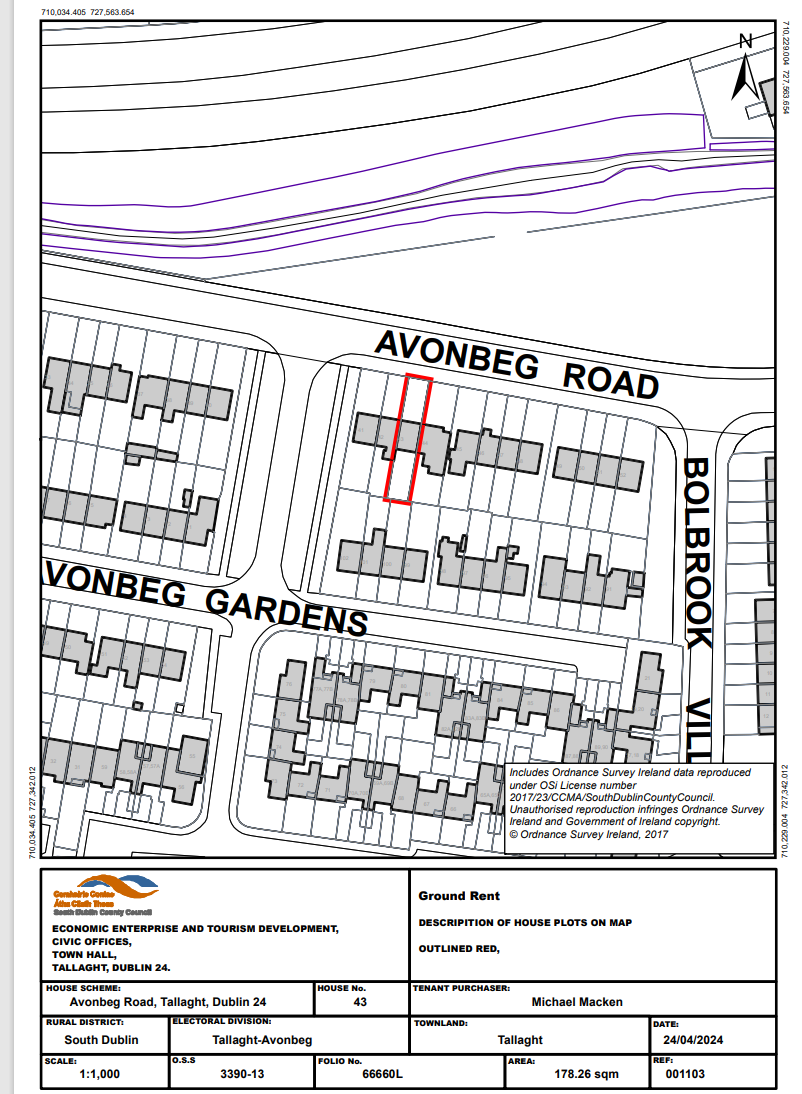 710,034.405 727,563.654
710,229.004 727,563.654
N
AVONBEG ROAD
BOLBROOK VILL
VONBEG GARDENS
710,034.405 727,342.012
710,229.004 727,342.012
Includes Ordnance Survey Ireland data reproduced
under OSi License number
2017/23/CCMA/SouthDublinCountyCouncil.
Unauthorised reproduction infringes Ordnance Survey
Ireland and Government of Ireland copyright.
© Ordnance Survey Ireland, 2017
Comhairle Contae
Átha Cliath Theas
South Dublin County Council
ECONOMIC ENTERPRISE AND TOURISM DEVELOPMENT,
CIVIC OFFICES,
TOWN HALL,
TALLAGHT, DUBLIN 24.
Ground Rent
DESCRIPITION OF HOUSE PLOTS ON MAP
OUTLINED RED,
HOUSE SCHEME:
Avonbeg Road, Tallaght, Dublin 24
HOUSE No.
43
TENANT PURCHASER:
Michael Macken
RURAL DISTRICT:
South Dublin
ELECTORAL DIVISION:
Tallaght-Avonbeg
TOWNLAND:
Tallaght
DATE:
24/04/2024
SCALE:
1:1,000
O.S.S
3390-13
FOLIO No.
66660L
AREA:
178.26 sqm
REF:
001103